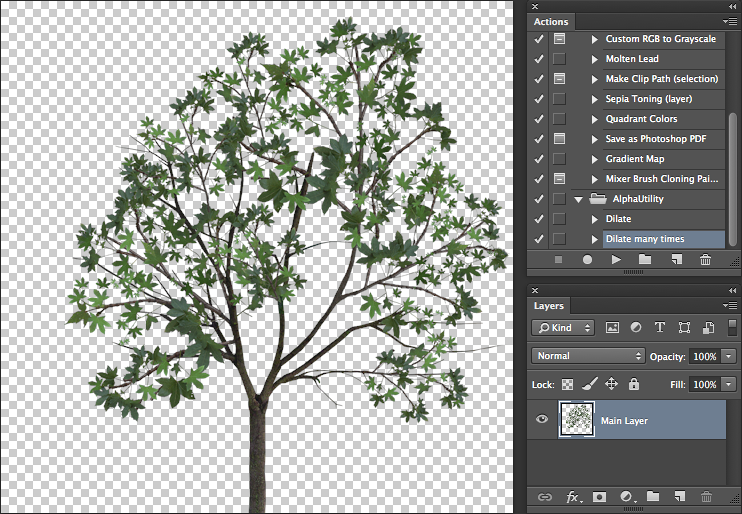 Actions
Custom RGB to Grayscale
Molten Lead
Make Clip Path (selection)
Sepia Toning (layer)
Quadrant Colors
Save as Photoshop PDF
Gradient Map
Mixer Brush Cloning Pai...
AlphaUtility
Dilate
Dilate many times
Layers
Kind
Normal Opacity: 100%
Lock: Fill: 100%
Main Layer
fx